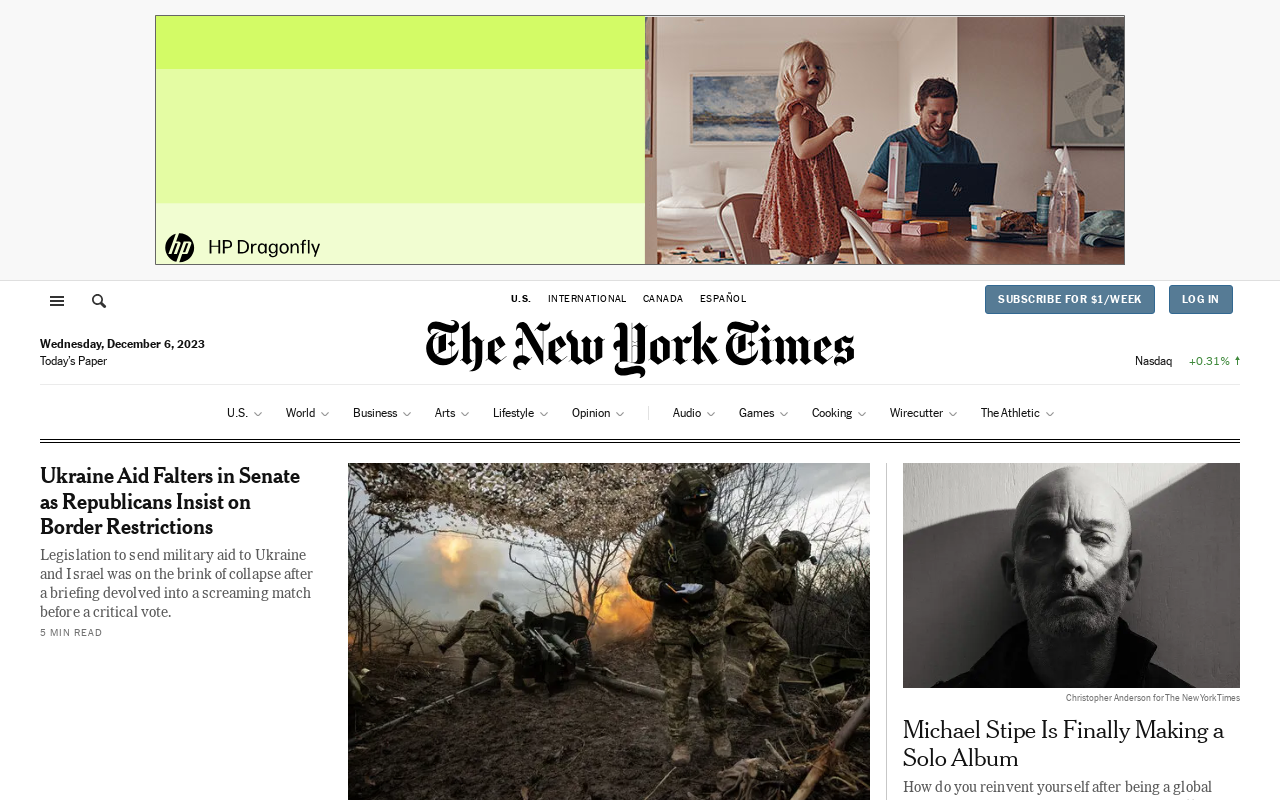 hp HP Dragonfly
U.S. INTERNATIONAL CANADA ESPAÑOL
SUBSCRIBE FOR $1/WEEK LOG IN
The New York Times
Wednesday, December 6, 2023
Today's Paper
Nasdaq +0.31% ↑
U.S. World Business Arts Lifestyle Opinion Audio Games Cooking Wirecutter The Athletic
Ukraine Aid Falters in Senate
as Republicans Insist on
Border Restrictions
Legislation to send military aid to Ukraine
and Israel was on the brink of collapse after
a briefing devolved into a screaming match
before a critical vote.
5 MIN READ
Christopher Anderson for The New York Times
Michael Stipe Is Finally Making a
Solo Album
How do you reinvent yourself after being a global